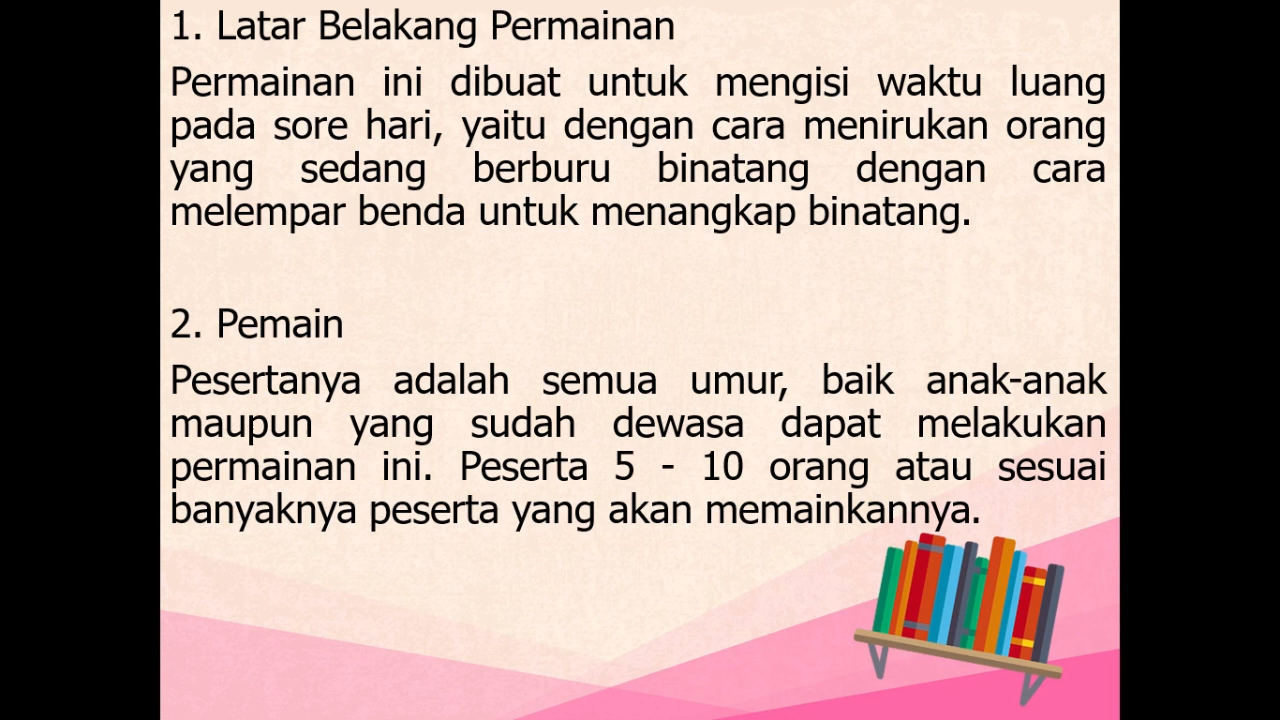 1. Latar Belakang Permainan
Permainan ini dibuat untuk mengisi waktu luang
pada sore hari, yaitu dengan cara menirukan orang
yang sedang berburu binatang dengan cara
melempar benda untuk menangkap binatang.
2. Pemain
Pesertanya adalah semua umur, baik anak-anak
maupun yang sudah dewasa dapat melakukan
permainan ini. Peserta 5 - 10 orang atau sesuai
banyaknya peserta yang akan memainkannya.